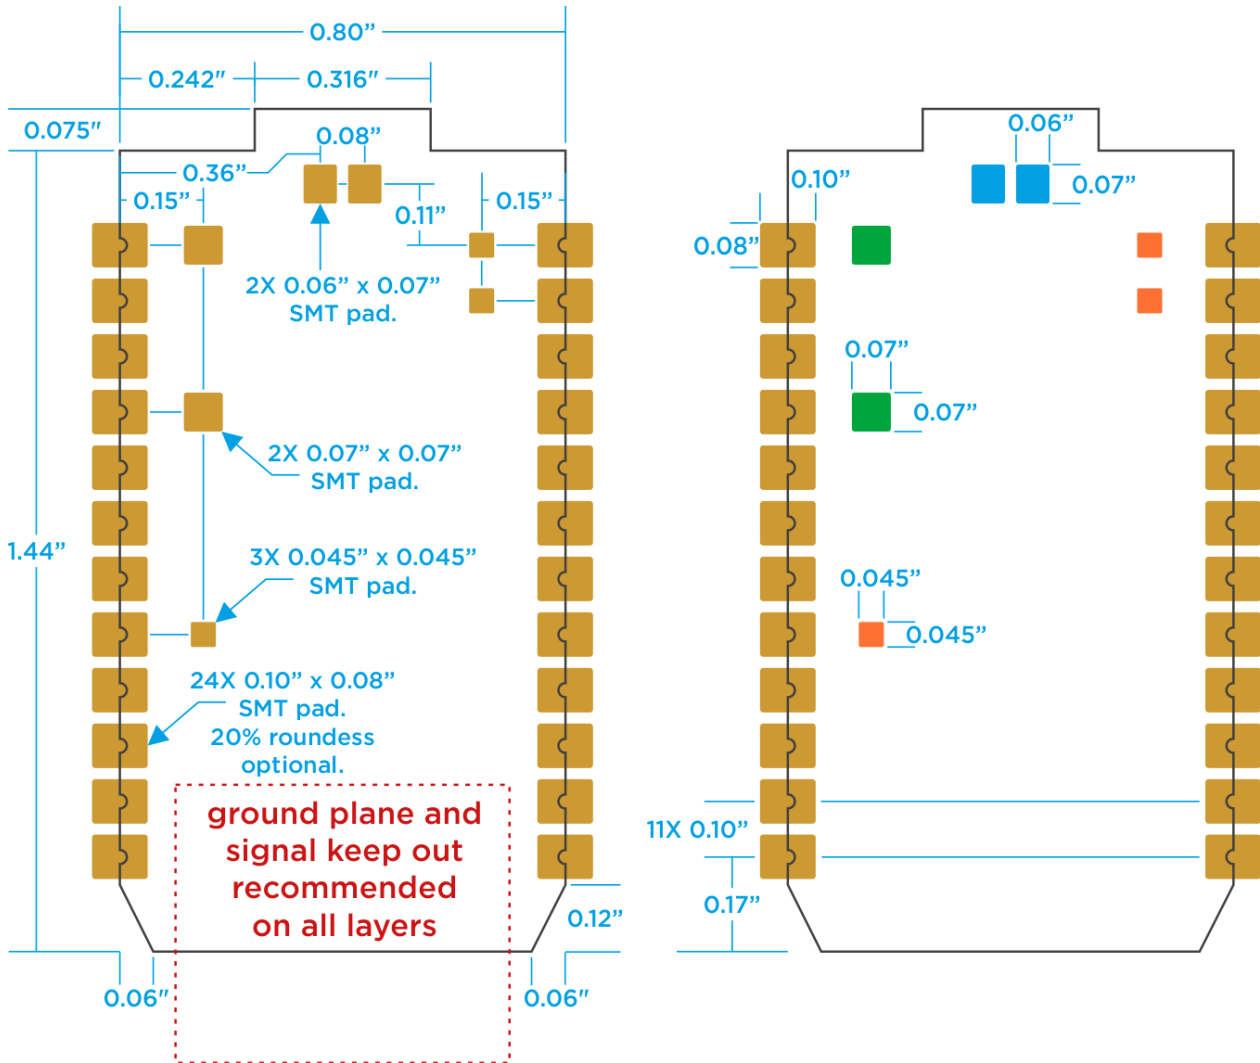 0.80”
0.242"
0.316”
0.075"
0.08”
0.36”
0.15”
0.11”
0.15”
2X 0.06” x 0.07”
SMT pad.
2X 0.07” x 0.07”
SMT pad.
1.44”
3X 0.045” x 0.045”
SMT pad.
24X 0.10” x 0.08”
SMT pad.
20% roundess
optional.
ground plane and
signal keep out
recommended
on all layers
0.12”
0.06"
0.06"
0.06”
0.10”
0.07”
0.08”
0.07”
0.07”
0.045”
0.045”
11X 0.10”
0.17”